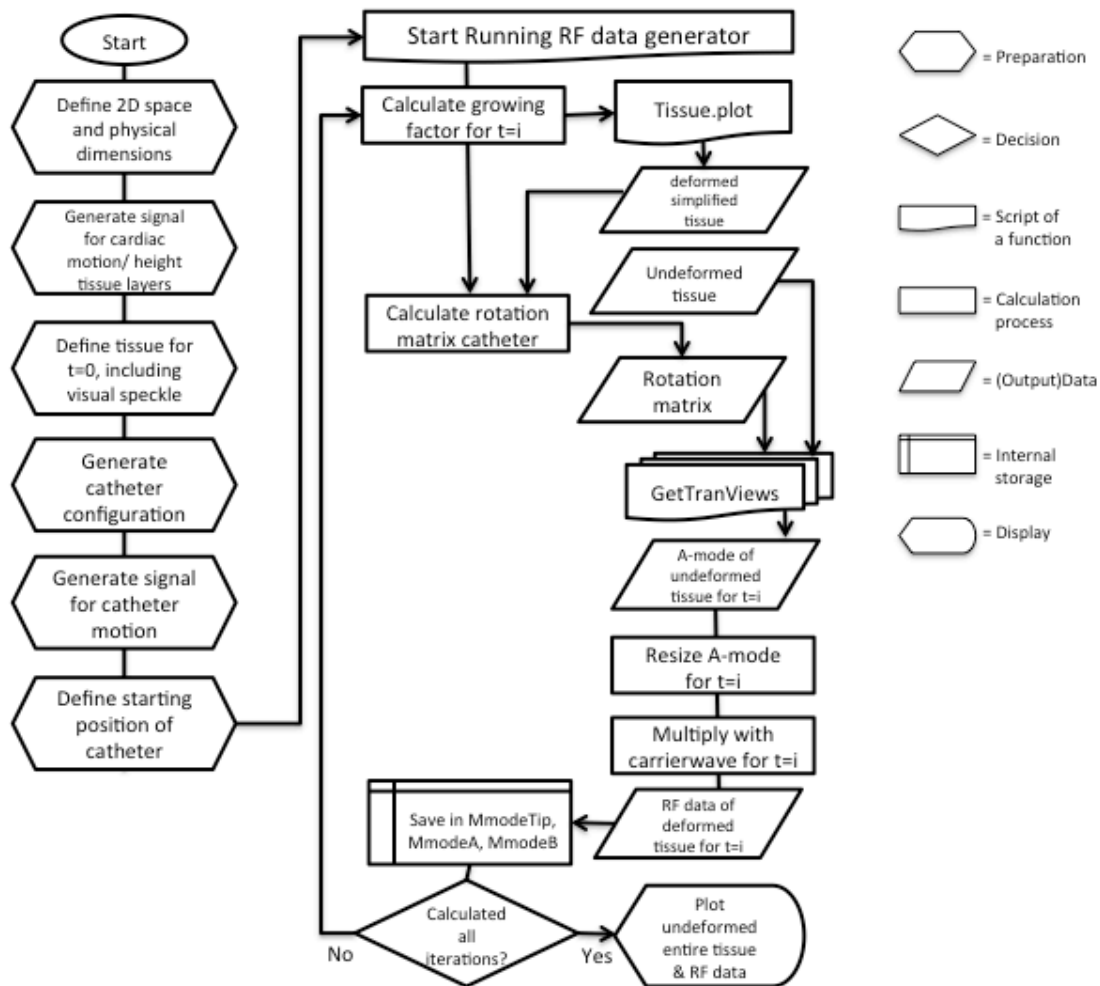 Start
Define 2D space
and physical
dimensions
Generate signal
for cardiac
motion/ height
tissue layers
Define tissue for
t=0, including
visual speckle
Generate
catheter
configuration
Generate signal
for catheter
motion
Define starting
position of
catheter
Start Running RF data generator
Calculate growing
factor for t=i
Tissue.plot
deformed
simplified
tissue
Undeformed
tissue
Calculate rotation
matrix catheter
Rotation
matrix
GetTranViews
A-mode of
undeformed
tissue for t=i
Resize A-mode
for t=i
Multiply with
carrierwave for t=i
RF data of
deformed
tissue for t=i
Save in MmodeTip,
MmodeA, MmodeB
Calculated
all
iterations?
No
Yes
Plot
undeformed
entire tissue
& RF data
= Preparation
= Decision
= Script of
a function
= Calculation
process
= (Output)Data
= Internal
storage
= Display